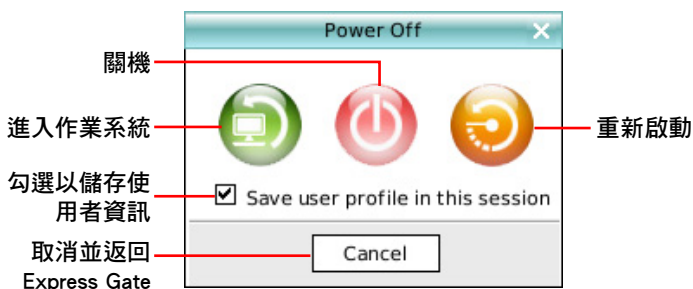 Power Off
關機
進入作業系統
重新啟動
勾選以儲存使
用者資訊
Save user profile in this session
取消並返回
Express Gate
Cancel